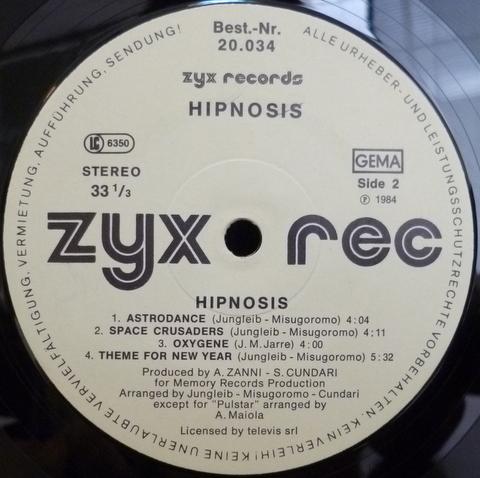 ALLE URHEBER- UND LEISTUNGSSCHUTZRECHTE VORBEHALTEN. KEIN VERLEIH! KEINE UNERLAUBTE VERVIELFÄLTIGUNG, VERMIETUNG, AUFFÜHRUNG, SENDUNG!
Best.-Nr.
20.034
zyx records
HIPNOSIS
LC 6350
GEMA
STEREO
Side 2
33 1/3
Ⓟ 1984
zyx rec
HIPNOSIS
1. ASTRODANCE (Jungleib - Misugoromo) 4:04
2. SPACE CRUSADERS (Jungleib - Misugoromo) 4:11
3. OXYGENE (J. M. Jarre) 4:00
4. THEME FOR NEW YEAR (Jungleib - Misugoromo) 5:32
Produced by A. ZANNI - S. CUNDARI
for Memory Records Production
Arranged by Jungleib - Misugoromo - Cundari
except for "Pulstar" arranged by
A. Maiola
Licensed by televis srl